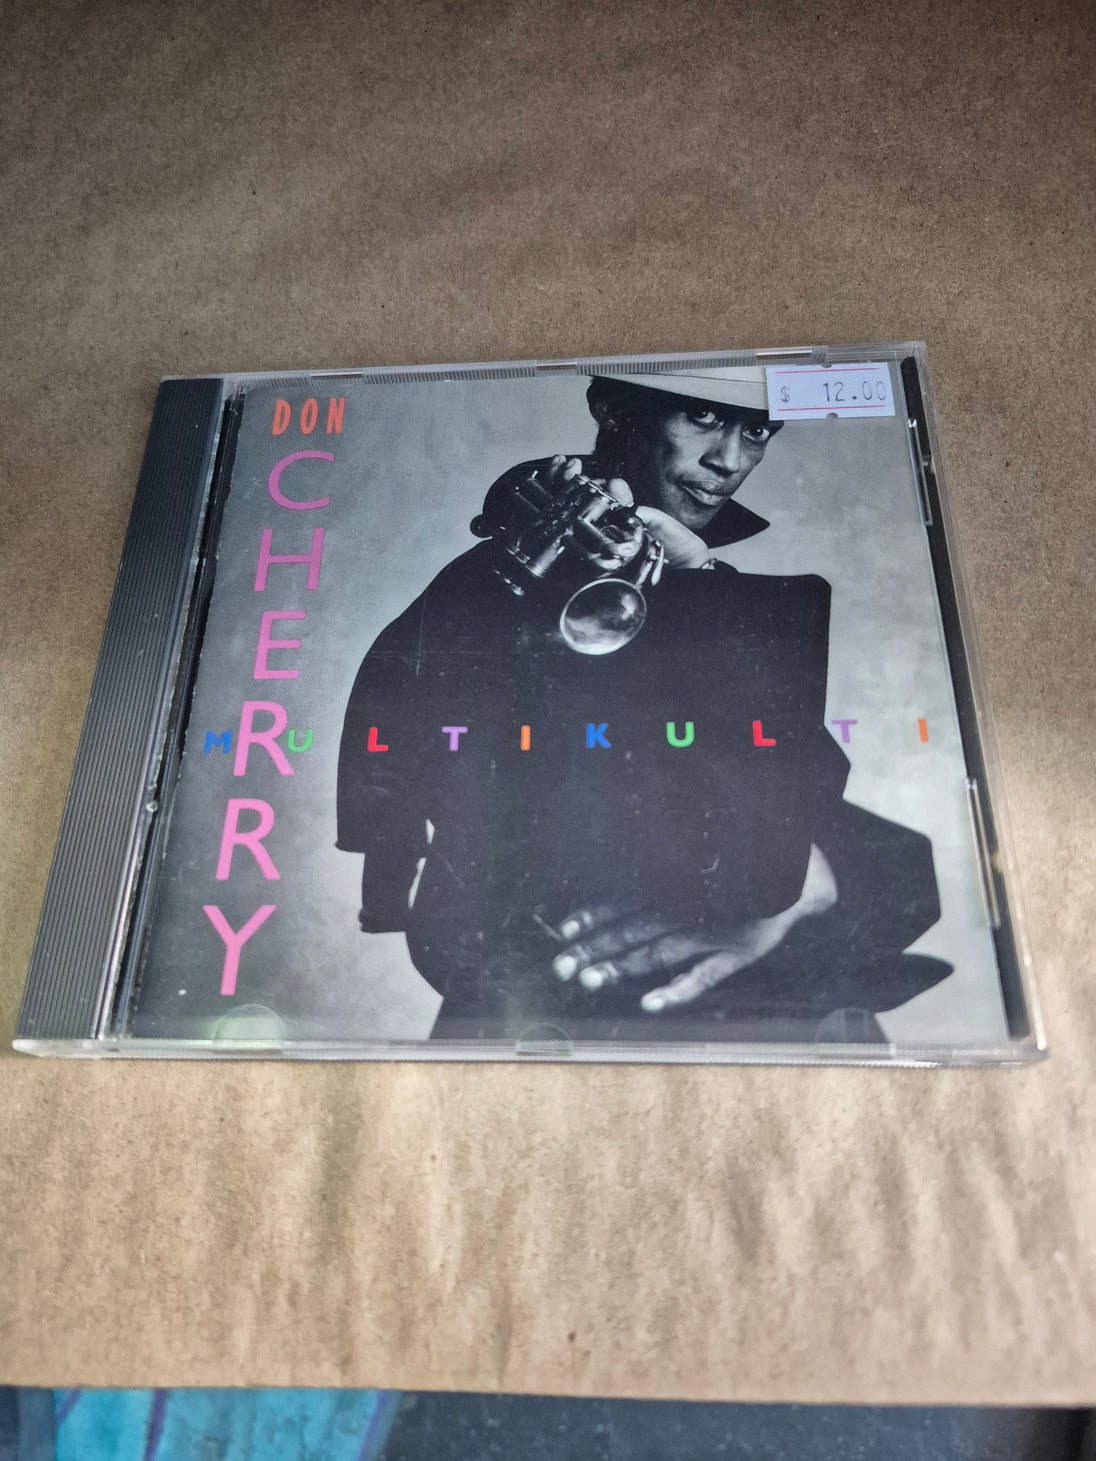 DON
CHERRY
MULTIKULTI
$ 12.00